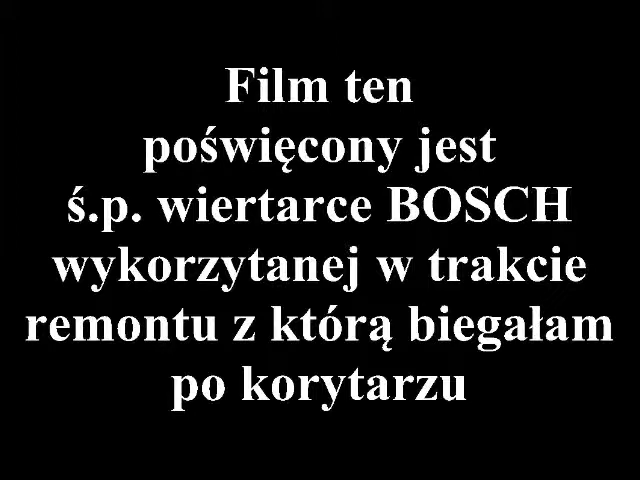 Film ten
poświęcony jest
ś.p. wiertarce BOSCH
wykorzytanej w trakcie
remontu z którą biegałam
po korytarzu